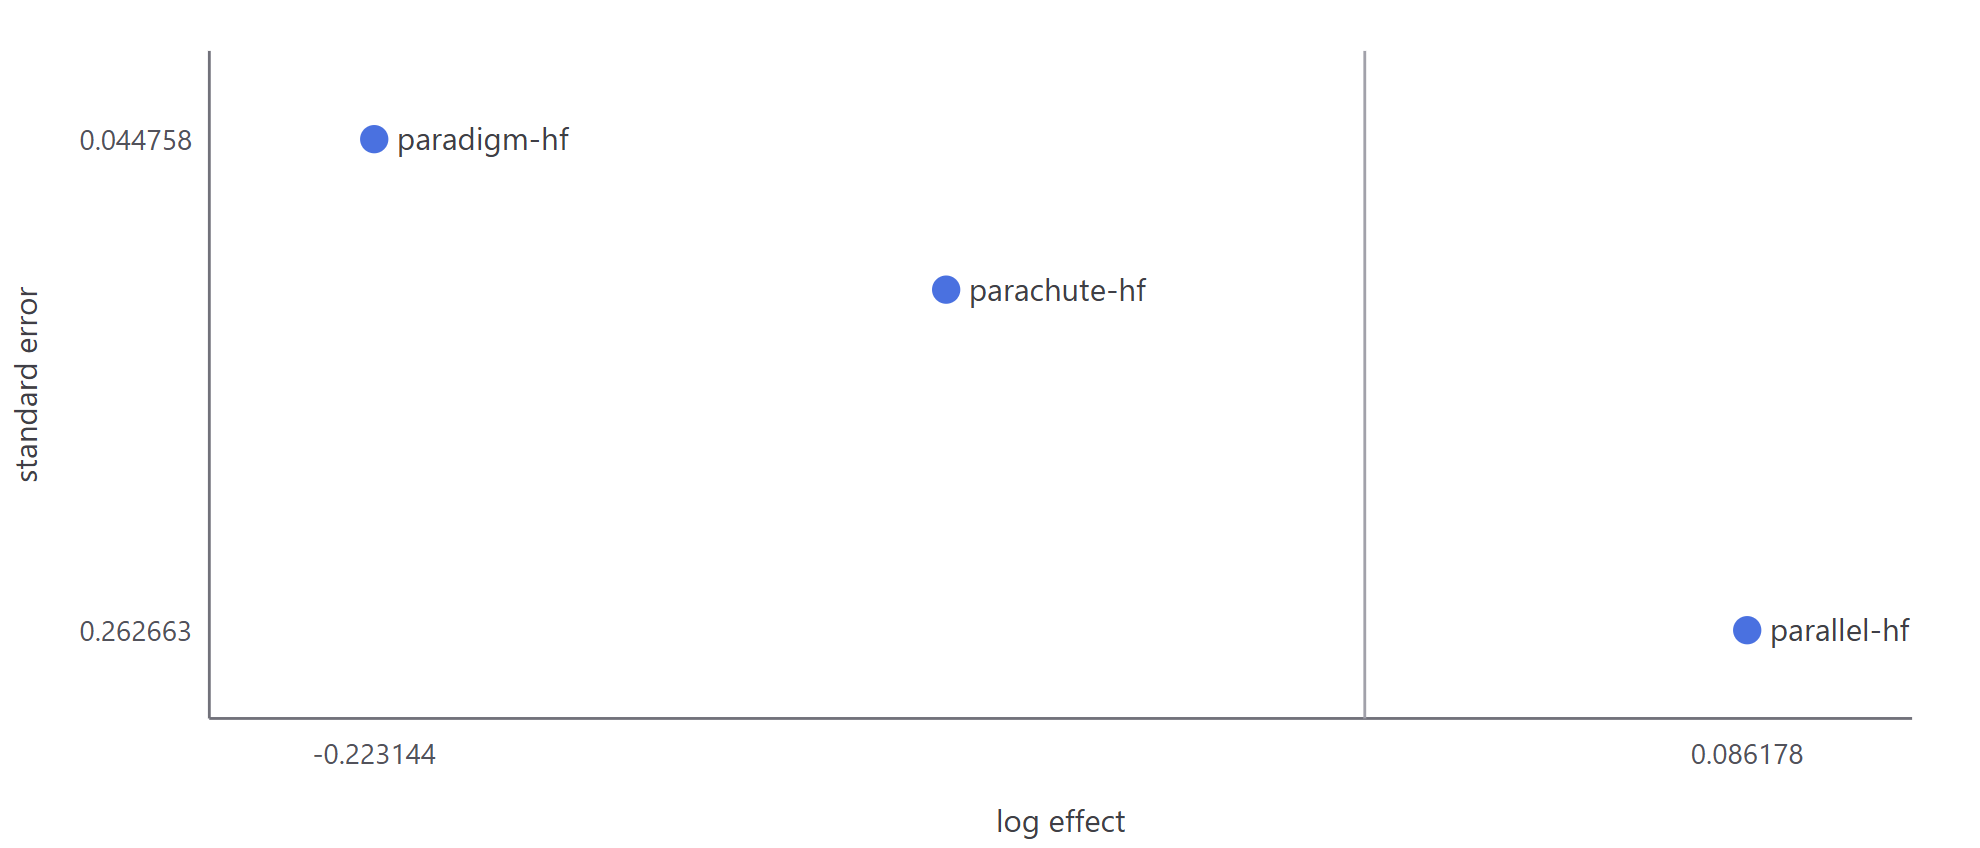 0.044758
paradigm-hf
parachute-hf
standard error
0.262663
parallel-hf
-0.223144
0.086178
log effect